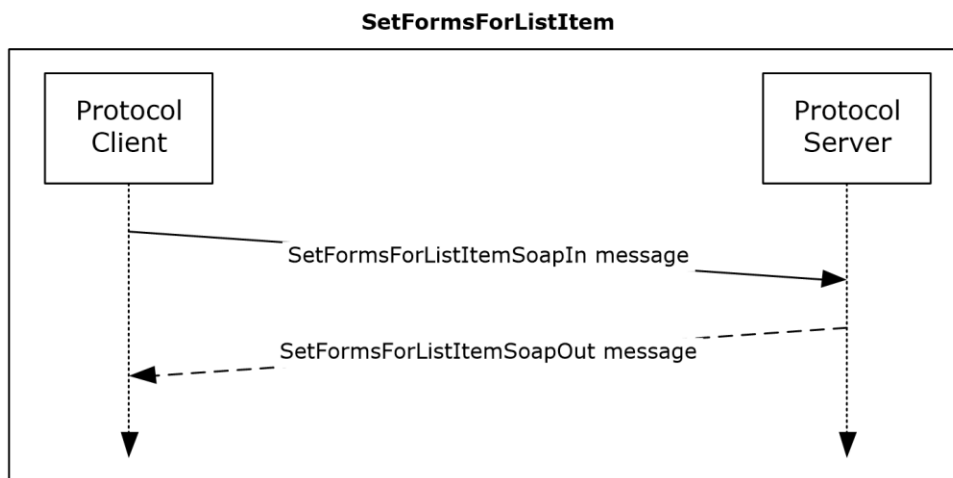 SetFormsForListItem
Protocol
Client
Protocol
Server
SetFormsForListItemSoapIn message
SetFormsForListItemSoapOut message